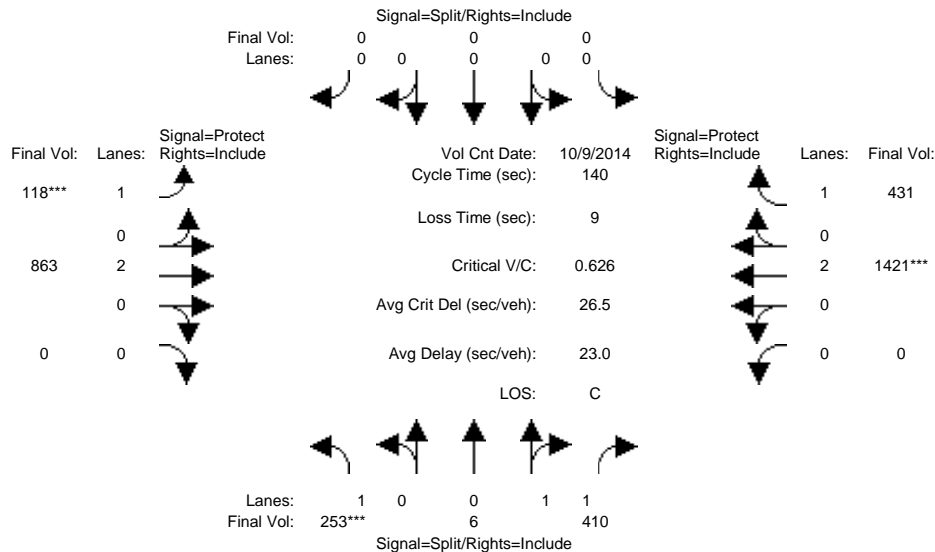 Signal=Split/Rights=Include
Final Vol: 0 0 0
Lanes: 0 0 0 0 0
Signal=Protect Signal=Protect
Final Vol: Lanes: Rights=Include Vol Cnt Date: 10/9/2014 Rights=Include Lanes: Final Vol:
Cycle Time (sec): 140
118*** 1 1 431
Loss Time (sec): 9
0 0
863 2 Critical V/C: 0.626 2 1421***
0 Avg Crit Del (sec/veh): 26.5 0
0 0 Avg Delay (sec/veh): 23.0 0 0
LOS: C
Lanes: 1 0 0 1 1
Final Vol: 253*** 6 410
Signal=Split/Rights=Include